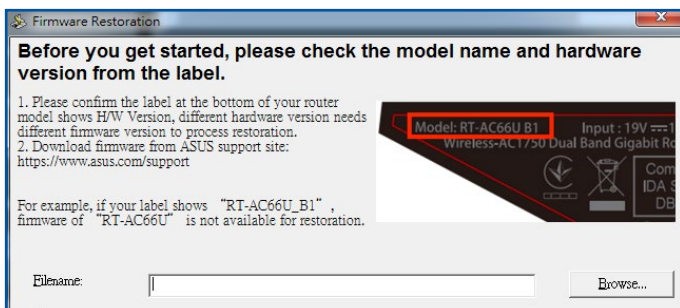 Firmware Restoration
Before you get started, please check the model name and hardware
version from the label.
1. Please confirm the label at the bottom of your router
model shows H/W Version, different hardware version needs
different firmware version to process restoration.
2. Download firmware from ASUS support site:
https://www.asus.com/support
For example, if your label shows “RT-AC66U_B1”,
firmware of “RT-AC66U” is not available for restoration.
Model: RT-AC66U B1 Input : 19V
Wireless-AC1750 Dual Band Gigabit Ro
Com
IDA S
DB
Filename:
Browse...